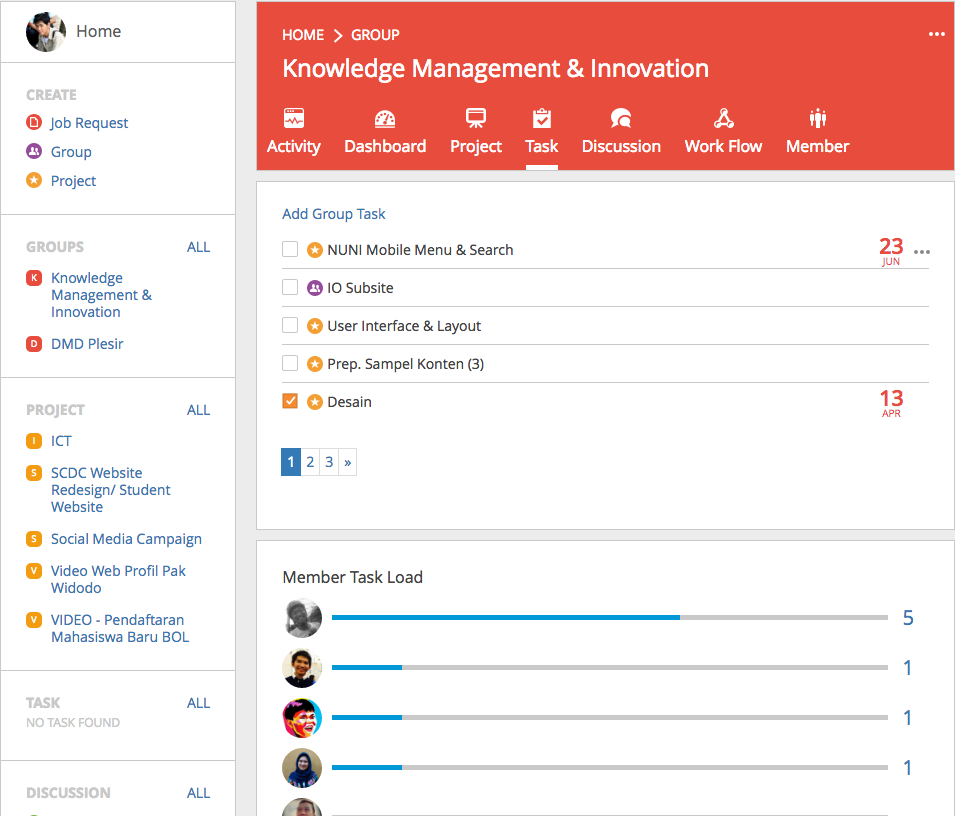 Home
CREATE
Job Request
Group
Project
GROUPS ALL
K Knowledge
Management &
Innovation
D DMD Plesir
PROJECT ALL
I ICT
S SCDC Website
Redesign/ Student
Website
S Social Media Campaign
V Video Web Profil Pak
Widodo
V VIDEO - Pendaftaran
Mahasiswa Baru BOL
TASK ALL
NO TASK FOUND
DISCUSSION ALL
HOME > GROUP
Knowledge Management & Innovation
Activity Dashboard Project Task Discussion Work Flow Member
Add Group Task
NUNI Mobile Menu & Search 23
JUN
IO Subsite
User Interface & Layout
Prep. Sampel Konten (3)
Desain 13
APR
1 2 3 »
Member Task Load
5
1
1
1